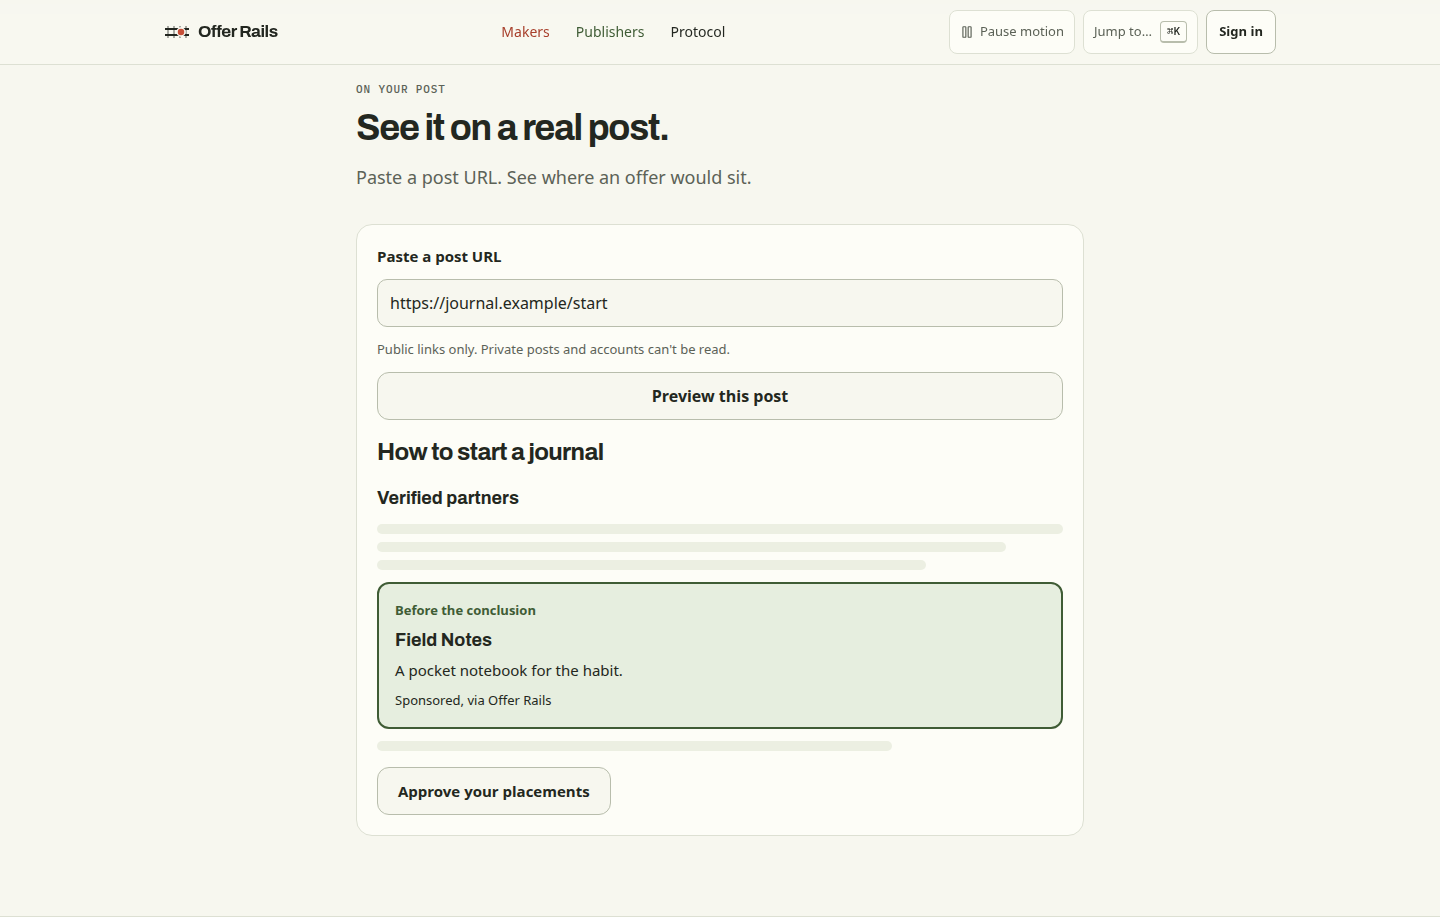 Offer Rails
Makers Publishers Protocol
Pause motion
Jump to... ⌘K
Sign in
ON YOUR POST
See it on a real post.
Paste a post URL. See where an offer would sit.
Paste a post URL
https://journal.example/start
Public links only. Private posts and accounts can't be read.
Preview this post
How to start a journal
Verified partners
Before the conclusion
Field Notes
A pocket notebook for the habit.
Sponsored, via Offer Rails
Approve your placements